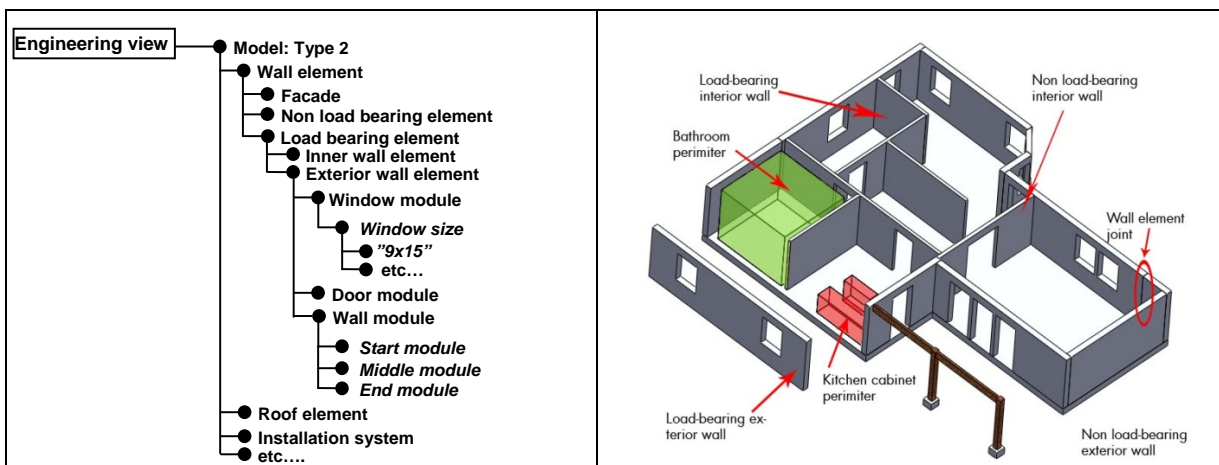 Engineering view
Model: Type 2
Wall element
Facade
Non load bearing element
Load bearing element
Inner wall element
Exterior wall element
Window module
Window size
”9x15”
etc…
Door module
Wall module
Start module
Middle module
End module
Roof element
Installation system
etc….
Load-bearing
interior wall
Non load-bearing
interior wall
Bathroom
perimiter
Wall element
joint
Kitchen cabinet
perimiter
Load-bearing ex-
terior wall
Non load-bearing
exterior wall